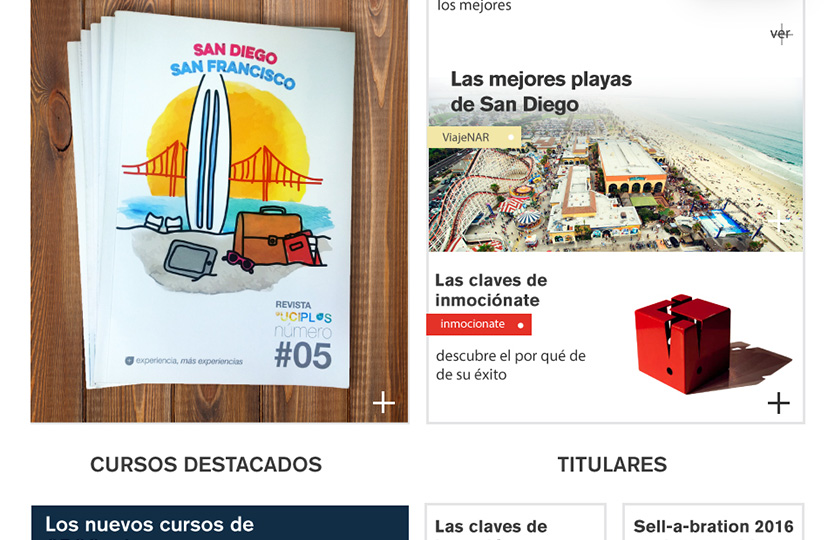 SAN DIEGO
SAN FRANCISCO
REVISTA
UCIPLUS
número
#05
experiencia, más experiencias
los mejores
ver
Las mejores playas
de San Diego
ViajeNAR
Las claves de
inmociónate
inmocionate
descubre el por qué de
de su éxito
CURSOS DESTACADOS
TITULARES
Los nuevos cursos de
Las claves de
Sell-a-bration 2016